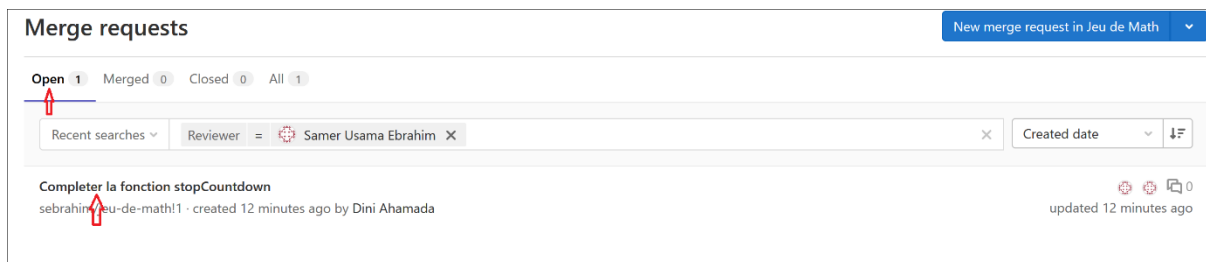 Merge requests
New merge request in Jeu de Math
Open 1 Merged 0 Closed 0 All 1
Recent searches Reviewer = Samer Usama Ebrahim Created date
Completer la fonction stopCountdown 0
sebrahim/jeu-de-math!1 · created 12 minutes ago by Dini Ahamada updated 12 minutes ago